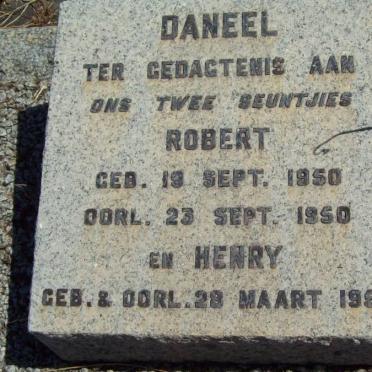 DANEEL
TER GEDAGTENIS AAN
ONS TWEE SEUNTJIES
ROBERT
GEB. 19 SEPT. 1950
OORL. 23 SEPT. 1950
EN HENRY
GEB. & OORL. 28 MAART